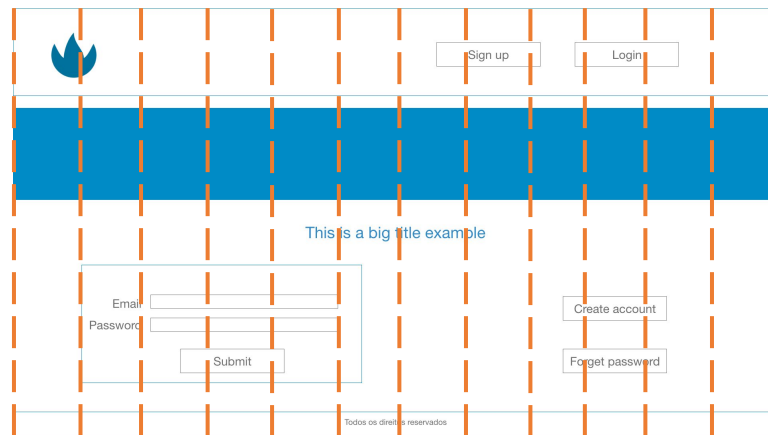 Sign up
Login
This is a big title example
Email
Create account
Password
Submit
Forget password
Todos os direitos reservados